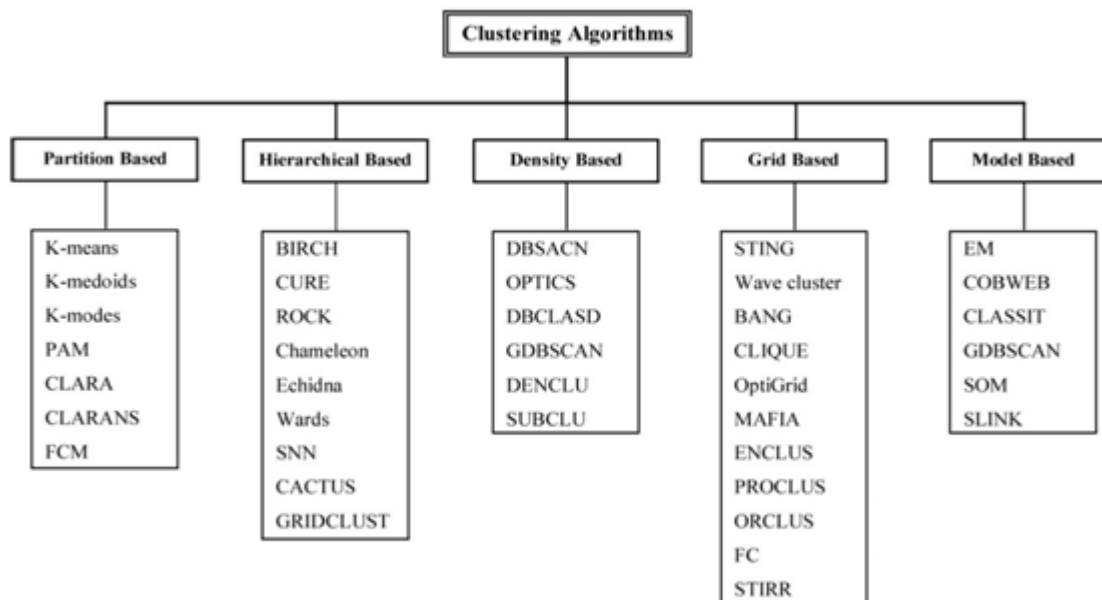 Clustering Algorithms
Partition Based
Hierarchical Based
Density Based
Grid Based
Model Based
K-means
K-medoids
K-modes
PAM
CLARA
CLARANS
FCM
BIRCH
CURE
ROCK
Chameleon
Echidna
Wards
SNN
CACTUS
GRIDCLUST
DBSACN
OPTICS
DBCLASD
GDBSCAN
DENCLU
SUBCLU
STING
Wave cluster
BANG
CLIQUE
OptiGrid
MAFIA
ENCLUS
PROCLUS
ORCLUS
FC
STIRR
EM
COBWEB
CLASSIT
GDBSCAN
SOM
SLINK